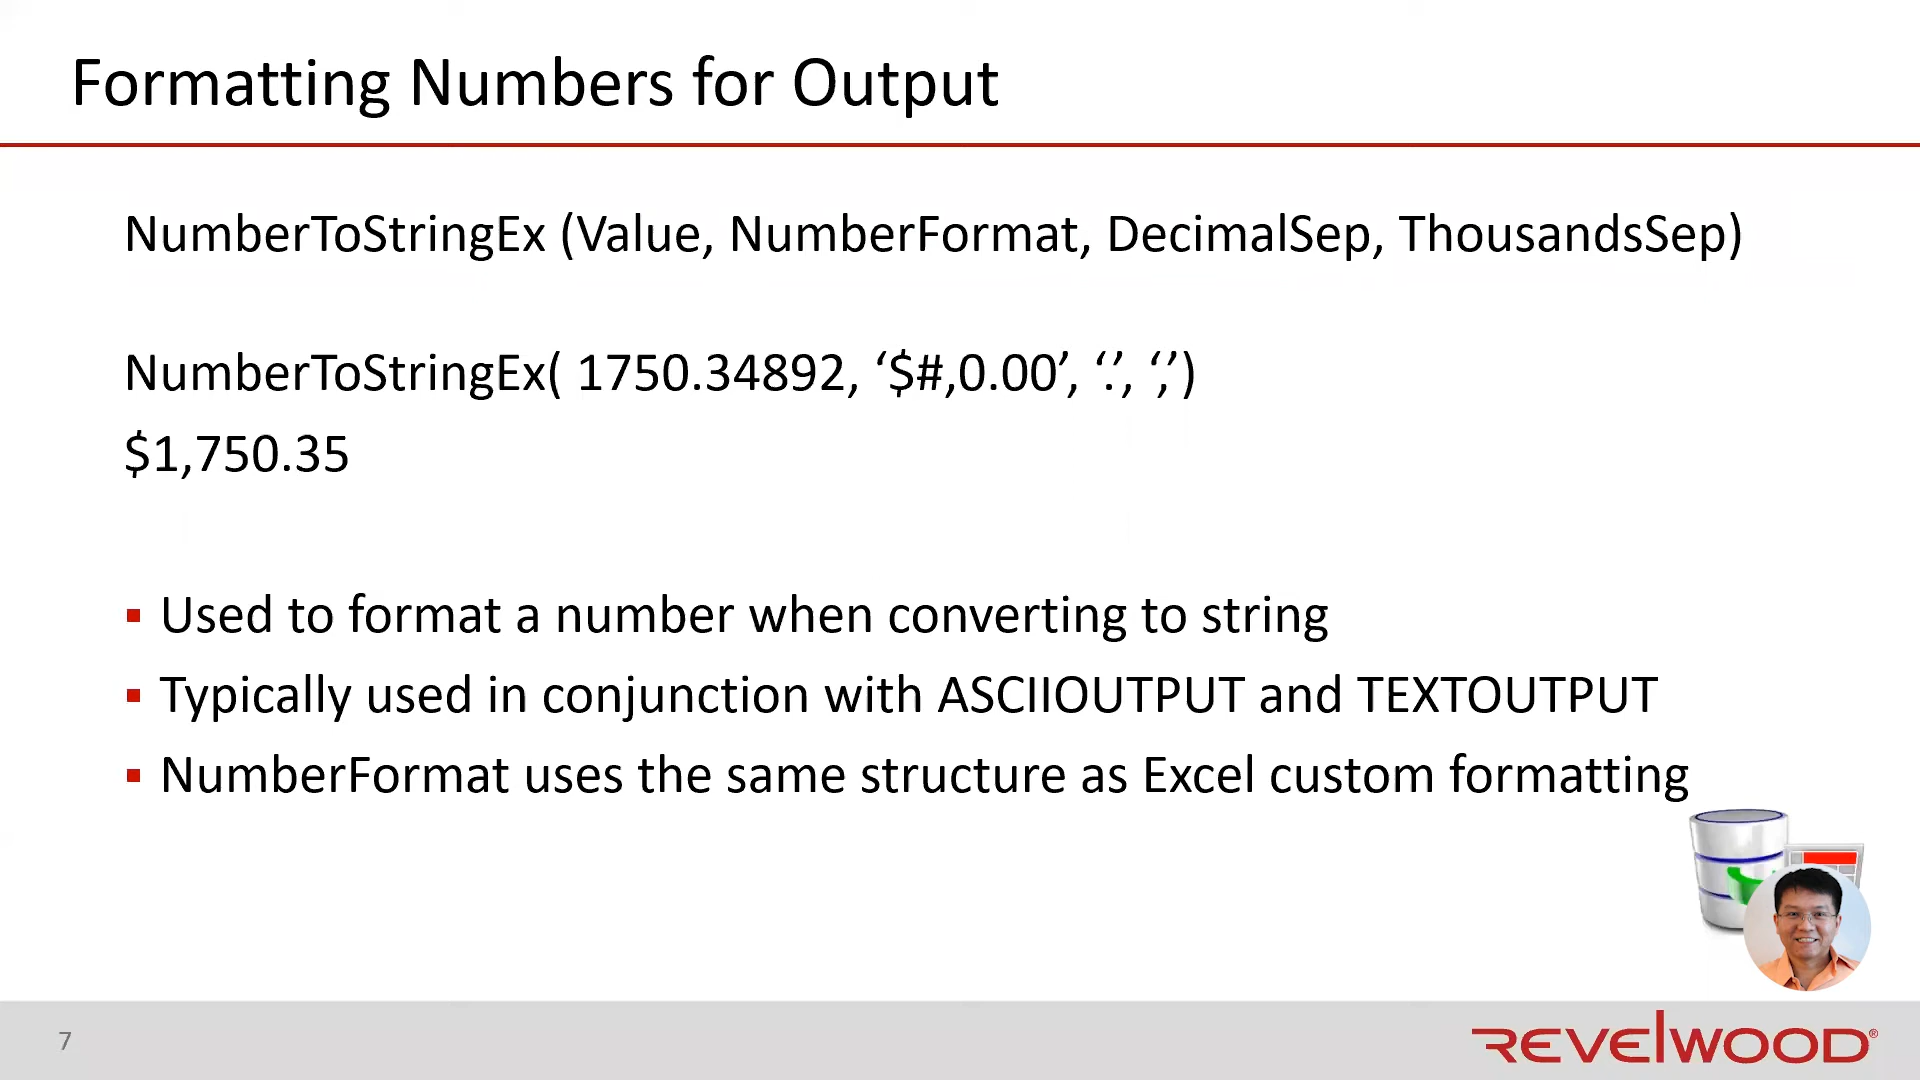 Formatting Numbers for Output
NumberToStringEx (Value, NumberFormat, DecimalSep, ThousandsSep)
NumberToStringEx( 1750.34892, ‘$#,0.00’, ‘.’, ‘,’)
$1,750.35
▪ Used to format a number when converting to string
▪ Typically used in conjunction with ASCIIOUTPUT and TEXTOUTPUT
▪ NumberFormat uses the same structure as Excel custom formatting
7
REVELWOOD®